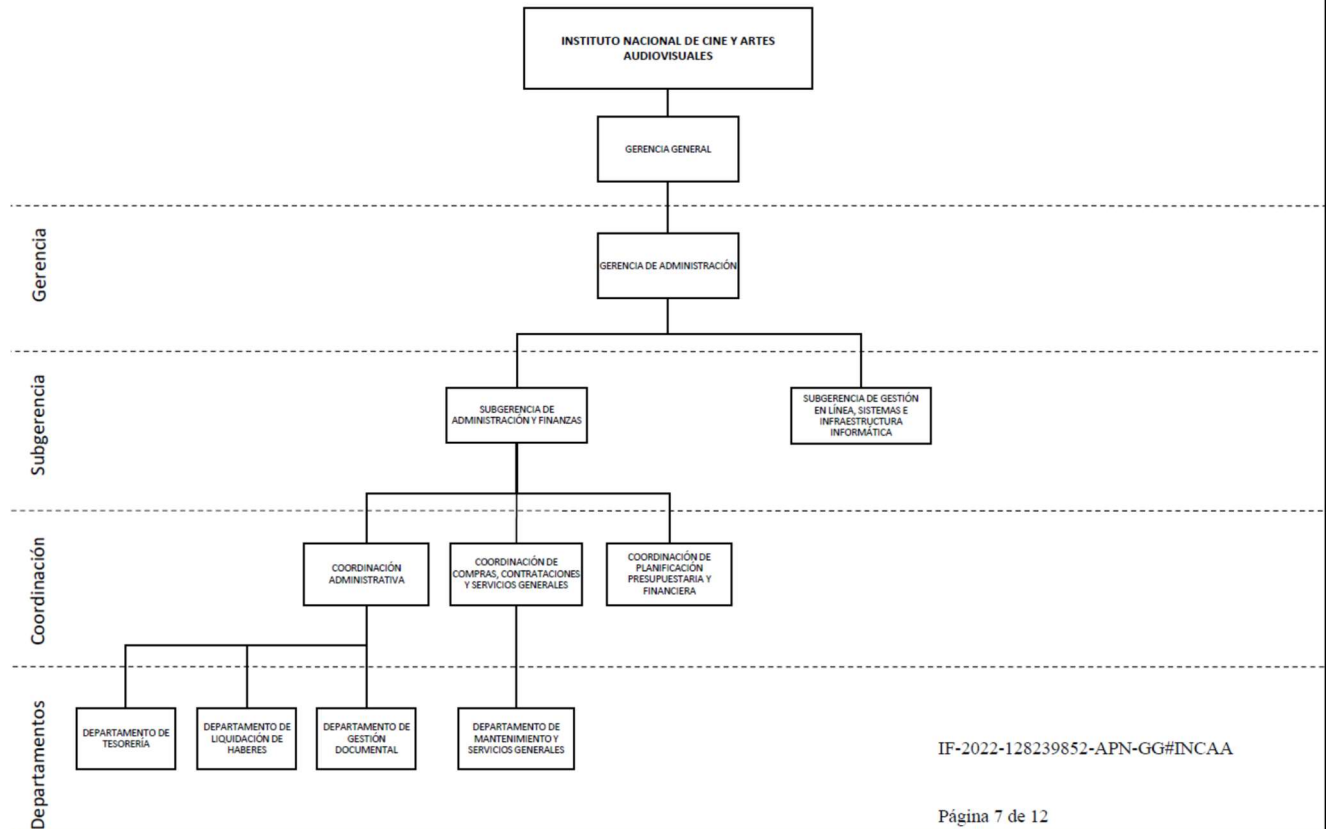 INSTITUTO NACIONAL DE CINE Y ARTES
AUDIOVISUALES
GERENCIA GENERAL
Gerencia
GERENCIA DE ADMINISTRACIÓN
Subgerencia
SUBGERENCIA DE
ADMINISTRACIÓN Y FINANZAS
SUBGERENCIA DE GESTIÓN
EN LÍNEA, SISTEMAS E
INFRAESTRUCTURA
INFORMÁTICA
Coordinación
COORDINACIÓN
ADMINISTRATIVA
COORDINACIÓN DE
COMPRAS, CONTRATACIONES
Y SERVICIOS GENERALES
COORDINACIÓN DE
PLANIFICACIÓN
PRESUPUESTARIA Y
FINANCIERA
Departamentos
DEPARTAMENTO DE
TESORERÍA
DEPARTAMENTO DE
LIQUIDACIÓN DE
HABERES
DEPARTAMENTO DE
GESTIÓN
DOCUMENTAL
DEPARTAMENTO DE
MANTENIMIENTO Y
SERVICIOS GENERALES
IF-2022-128239852-APN-GG#INCAA
Página 7 de 12